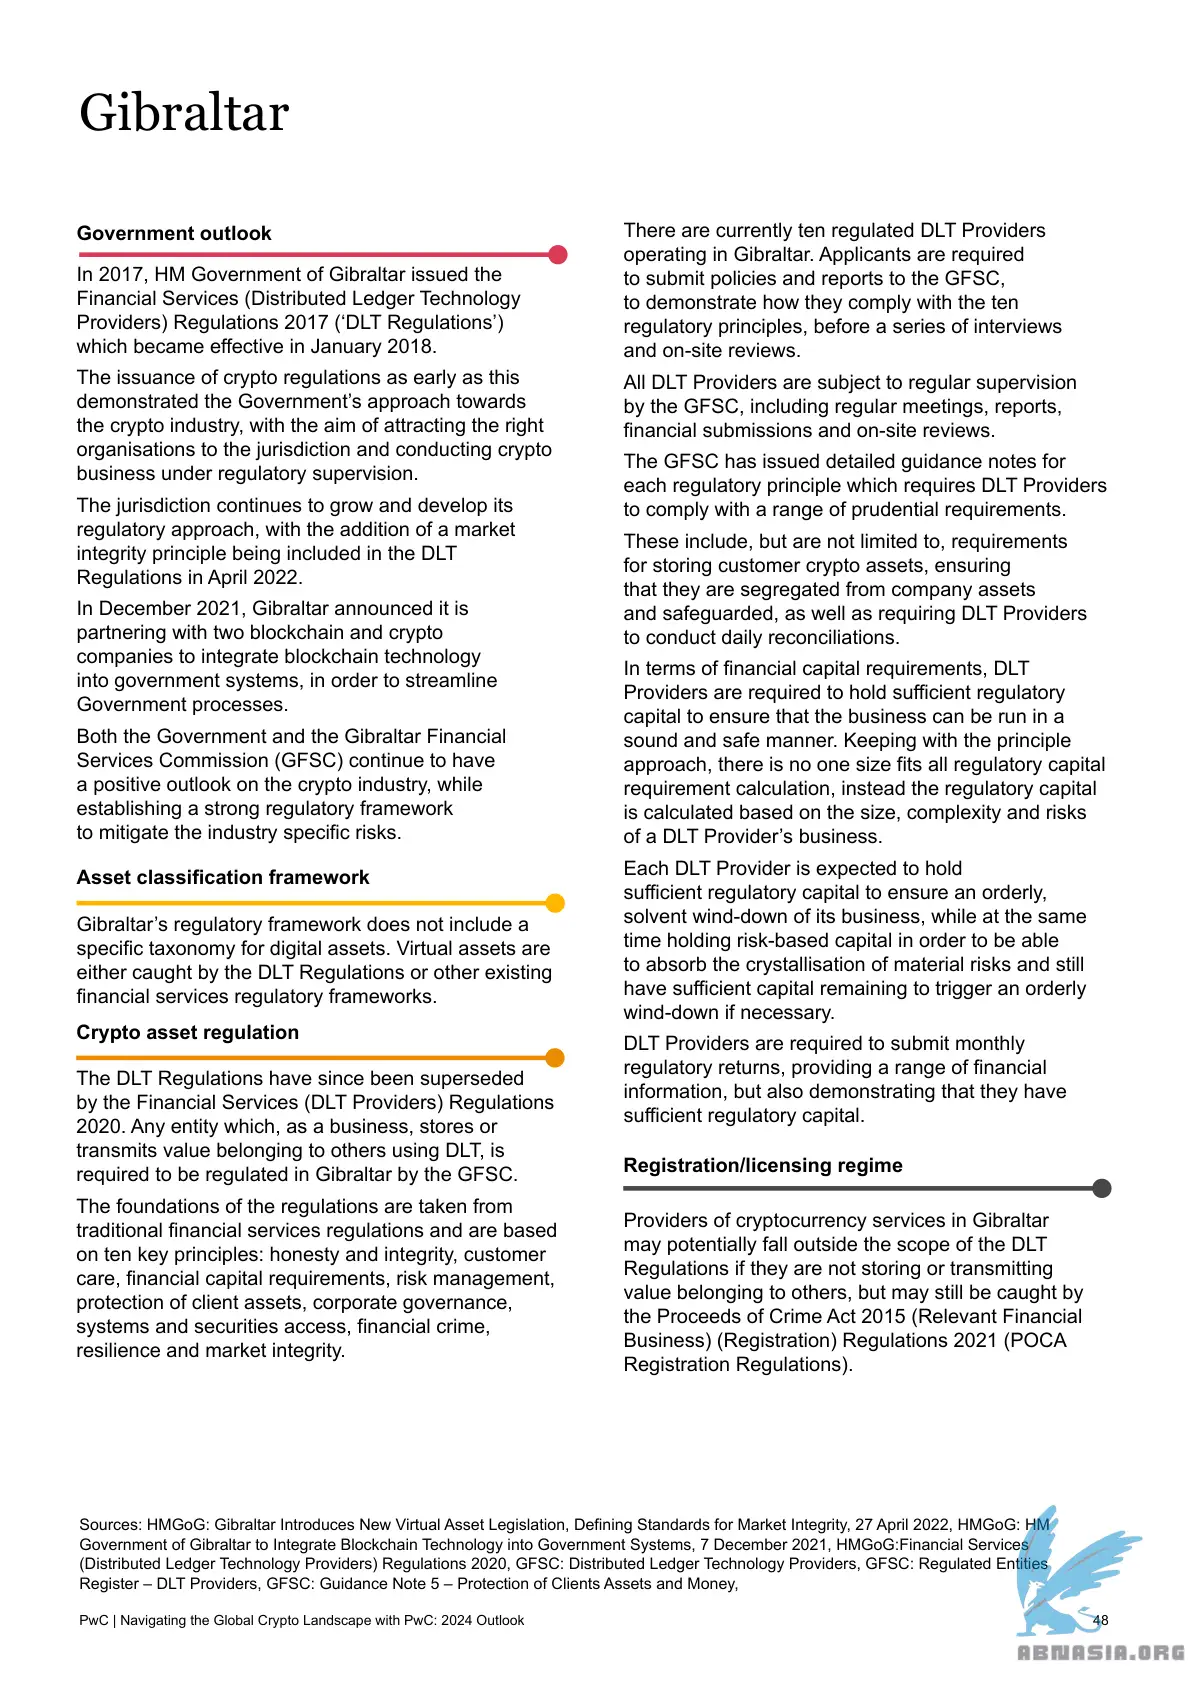 Gibraltar
Government outlook
In 2017, HM Government of Gibraltar issued the
Financial Services (Distributed Ledger Technology
Providers) Regulations 2017 (‘DLT Regulations’)
which became effective in January 2018.
The issuance of crypto regulations as early as this
demonstrated the Government’s approach towards
the crypto industry, with the aim of attracting the right
organisations to the jurisdiction and conducting crypto
business under regulatory supervision.
The jurisdiction continues to grow and develop its
regulatory approach, with the addition of a market
integrity principle being included in the DLT
Regulations in April 2022.
In December 2021, Gibraltar announced it is
partnering with two blockchain and crypto
companies to integrate blockchain technology
into government systems, in order to streamline
Government processes.
Both the Government and the Gibraltar Financial
Services Commission (GFSC) continue to have
a positive outlook on the crypto industry, while
establishing a strong regulatory framework
to mitigate the industry specific risks.
Asset classification framework
Gibraltar’s regulatory framework does not include a
specific taxonomy for digital assets. Virtual assets are
either caught by the DLT Regulations or other existing
financial services regulatory frameworks.
Crypto asset regulation
The DLT Regulations have since been superseded
by the Financial Services (DLT Providers) Regulations
2020. Any entity which, as a business, stores or
transmits value belonging to others using DLT, is
required to be regulated in Gibraltar by the GFSC.
The foundations of the regulations are taken from
traditional financial services regulations and are based
on ten key principles: honesty and integrity, customer
care, financial capital requirements, risk management,
protection of client assets, corporate governance,
systems and securities access, financial crime,
resilience and market integrity.
There are currently ten regulated DLT Providers
operating in Gibraltar. Applicants are required
to submit policies and reports to the GFSC,
to demonstrate how they comply with the ten
regulatory principles, before a series of interviews
and on-site reviews.
All DLT Providers are subject to regular supervision
by the GFSC, including regular meetings, reports,
financial submissions and on-site reviews.
The GFSC has issued detailed guidance notes for
each regulatory principle which requires DLT Providers
to comply with a range of prudential requirements.
These include, but are not limited to, requirements
for storing customer crypto assets, ensuring
that they are segregated from company assets
and safeguarded, as well as requiring DLT Providers
to conduct daily reconciliations.
In terms of financial capital requirements, DLT
Providers are required to hold sufficient regulatory
capital to ensure that the business can be run in a
sound and safe manner. Keeping with the principle
approach, there is no one size fits all regulatory capital
requirement calculation, instead the regulatory capital
is calculated based on the size, complexity and risks
of a DLT Provider’s business.
Each DLT Provider is expected to hold
sufficient regulatory capital to ensure an orderly,
solvent wind-down of its business, while at the same
time holding risk-based capital in order to be able
to absorb the crystallisation of material risks and still
have sufficient capital remaining to trigger an orderly
wind-down if necessary.
DLT Providers are required to submit monthly
regulatory returns, providing a range of financial
information, but also demonstrating that they have
sufficient regulatory capital.
Registration/licensing regime
Providers of cryptocurrency services in Gibraltar
may potentially fall outside the scope of the DLT
Regulations if they are not storing or transmitting
value belonging to others, but may still be caught by
the Proceeds of Crime Act 2015 (Relevant Financial
Business) (Registration) Regulations 2021 (POCA
Registration Regulations).
Sources: HMGoG: Gibraltar Introduces New Virtual Asset Legislation, Defining Standards for Market Integrity, 27 April 2022, HMGoG: HM
Government of Gibraltar to Integrate Blockchain Technology into Government Systems, 7 December 2021, HMGoG:Financial Services
(Distributed Ledger Technology Providers) Regulations 2020, GFSC: Distributed Ledger Technology Providers, GFSC: Regulated Entities
Register – DLT Providers, GFSC: Guidance Note 5 – Protection of Clients Assets and Money,
PwC | Navigating the Global Crypto Landscape with PwC: 2024 Outlook
48
ABNASIA.ORG